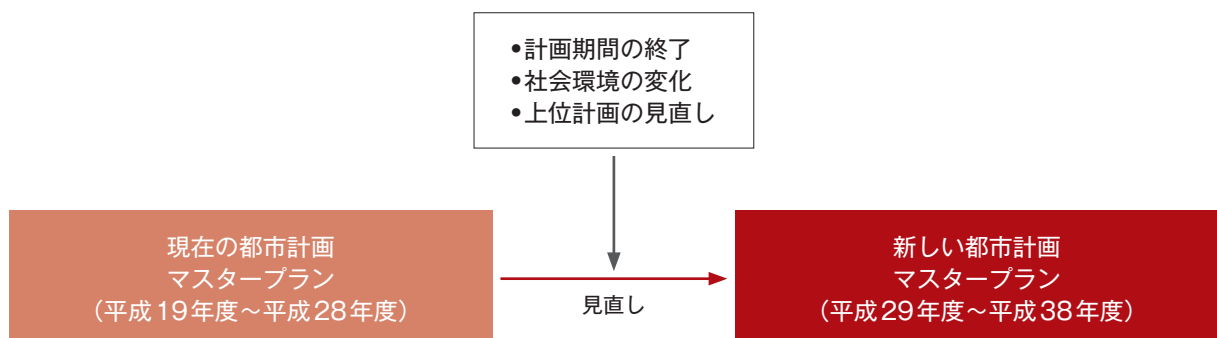 •計画期間の終了
•社会環境の変化
•上位計画の見直し
現在の都市計画
マスタープラン
（平成19年度～平成28年度）
見直し
新しい都市計画
マスタープラン
（平成29年度～平成38年度）